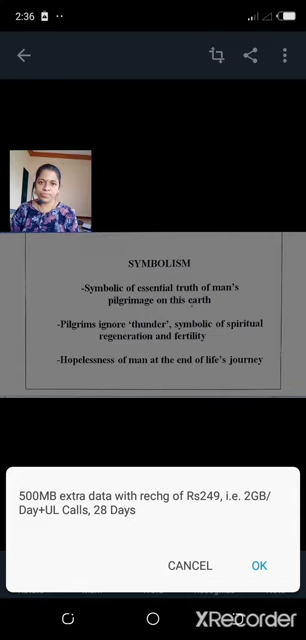 2:36
SYMBOLISM
-Symbolic of essential truth of man's
pilgrimage on this earth
-Pilgrims ignore 'thunder', symbolic of spiritual
regeneration and fertility
-Hopelessness of man at the end of life's journey
500MB extra data with rechg of Rs249, i.e. 2GB/
Day+UL Calls, 28 Days
CANCEL OK
XRecorder